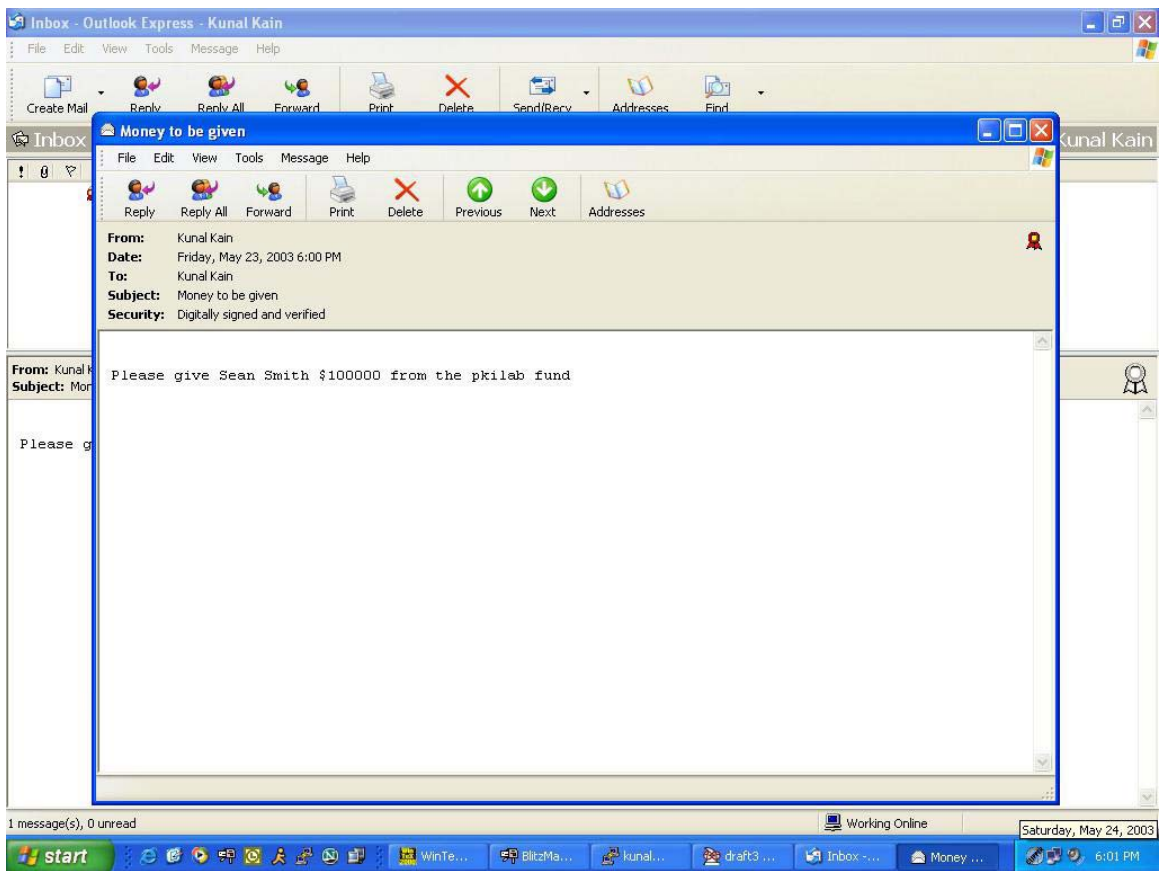 Inbox - Outlook Express - Kunal Kain
File Edit View Tools Message Help
Create Mail Reply Reply All Forward Print Delete Send/Recv Addresses Find
Inbox Kunal Kain
Money to be given
File Edit View Tools Message Help
Reply Reply All Forward Print Delete Previous Next Addresses
From: Kunal Kain
Date: Friday, May 23, 2003 6:00 PM
To: Kunal Kain
Subject: Money to be given
Security: Digitally signed and verified
Please give Sean Smith $100000 from the pkilab fund
From: Kunal K
Subject: Mon
Please g
1 message(s), 0 unread Working Online
Saturday, May 24, 2003
start WinTe... BlitzMa... kunal... draft3 ... Inbox -... Money ... 6:01 PM